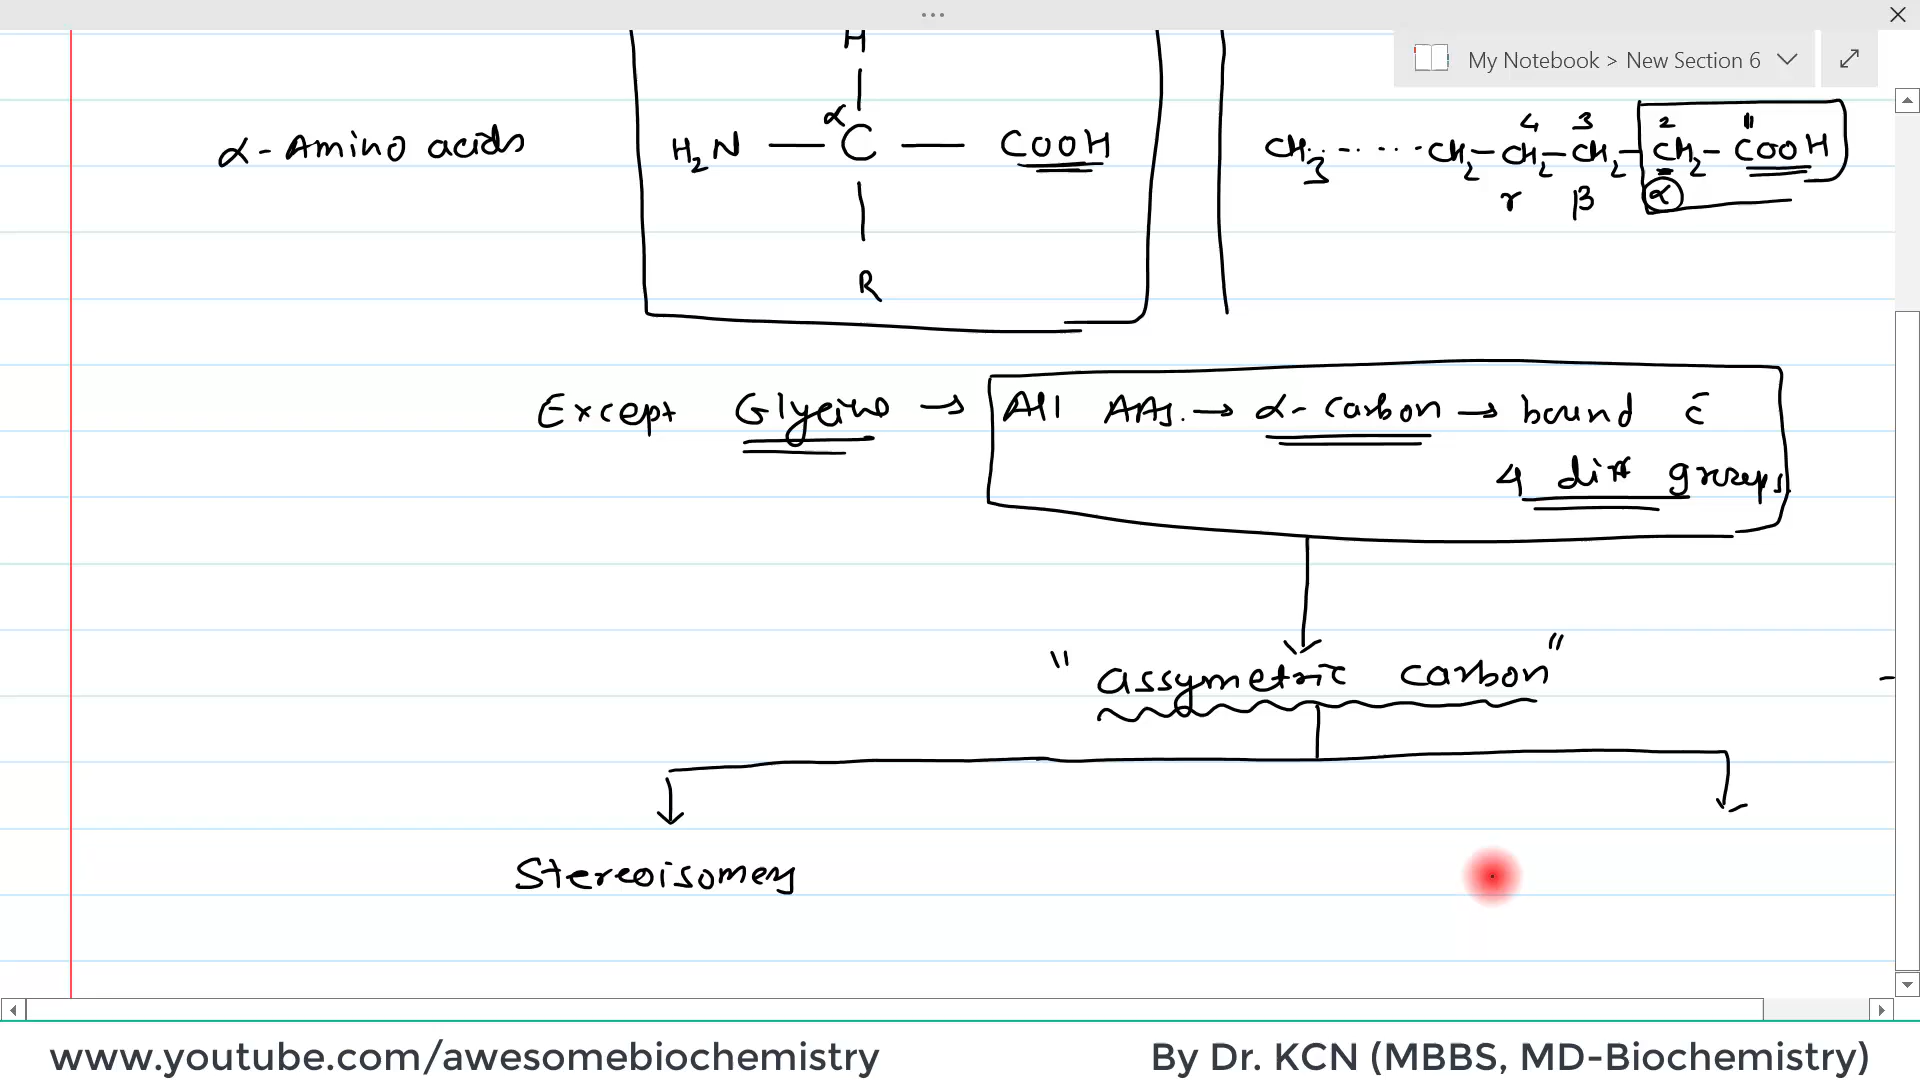 My Notebook > New Section 6
H
α
α-Amino acids
H₂N — C — COOH
R
4 3 2 1
CH₃ ...... CH₂-CH₂-CH₂-CH₂-COOH
γ β α
Except Glycine → All AAs. → α-carbon → bound c̄
4 diff groups
"assymetric carbon"
Stereoisomers
www.youtube.com/awesomebiochemistry
By Dr. KCN (MBBS, MD-Biochemistry)